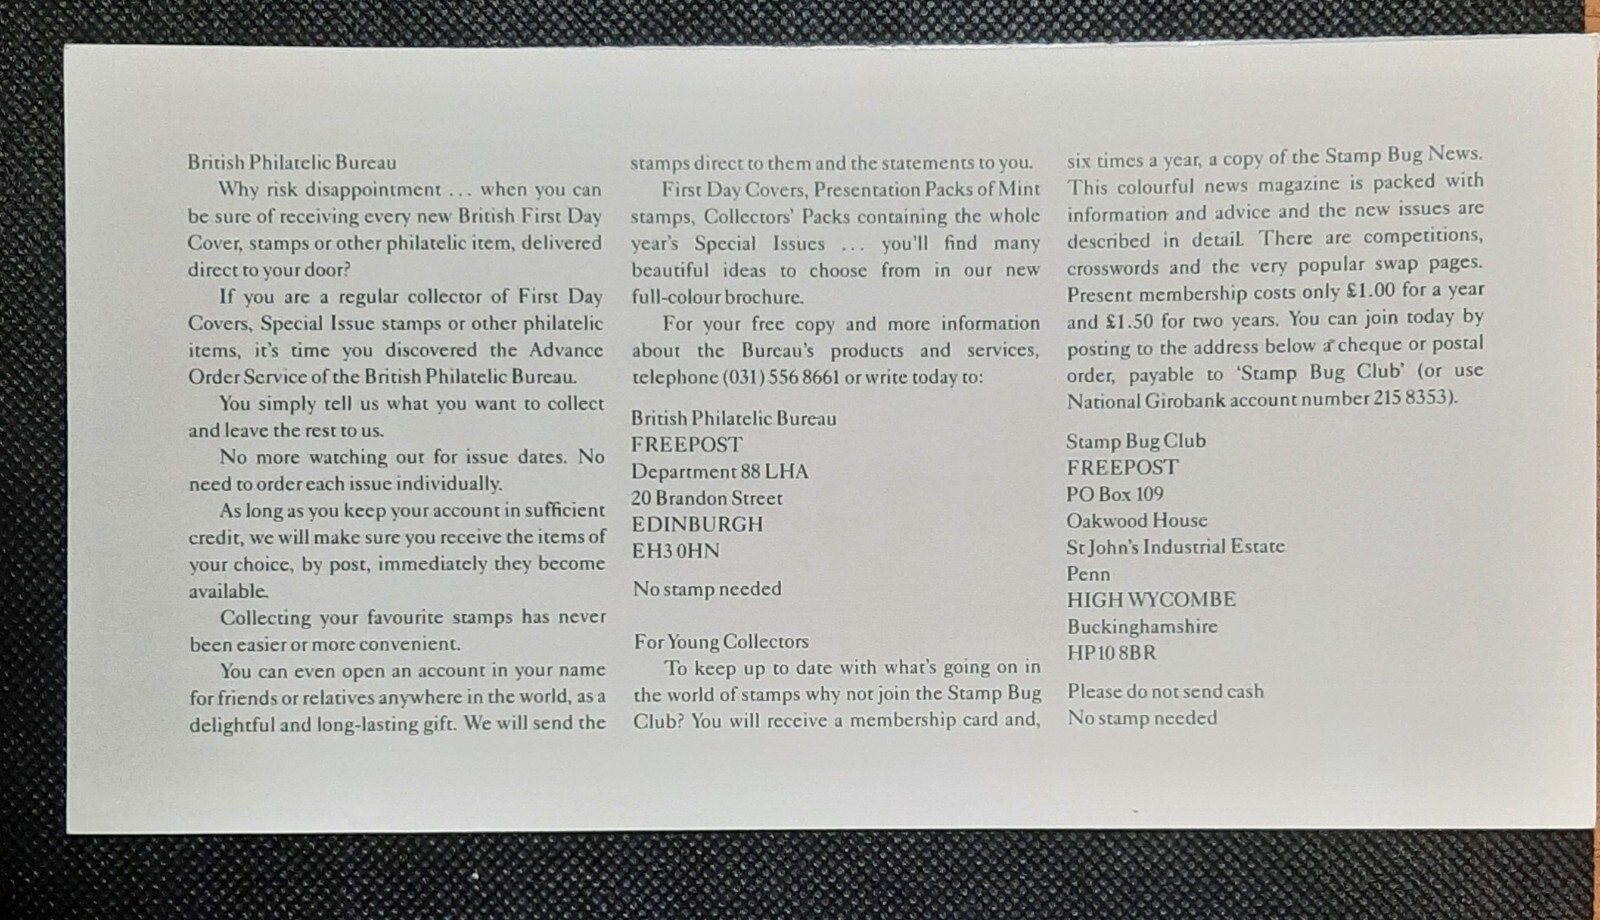 British Philatelic Bureau
Why risk disappointment ... when you can
be sure of receiving every new British First Day
Cover, stamps or other philatelic item, delivered
direct to your door?
If you are a regular collector of First Day
Covers, Special Issue stamps or other philatelic
items, it's time you discovered the Advance
Order Service of the British Philatelic Bureau.
You simply tell us what you want to collect
and leave the rest to us.
No more watching out for issue dates. No
need to order each issue individually.
As long as you keep your account in sufficient
credit, we will make sure you receive the items of
your choice, by post, immediately they become
available.
Collecting your favourite stamps has never
been easier or more convenient.
You can even open an account in your name
for friends or relatives anywhere in the world, as a
delightful and long-lasting gift. We will send the
stamps direct to them and the statements to you.
First Day Covers, Presentation Packs of Mint
stamps, Collectors' Packs containing the whole
year's Special Issues ... you'll find many
beautiful ideas to choose from in our new
full-colour brochure.
For your free copy and more information
about the Bureau's products and services,
telephone (031) 556 8661 or write today to:
British Philatelic Bureau
FREEPOST
Department 88 LHA
20 Brandon Street
EDINBURGH
EH3 0HN
No stamp needed
For Young Collectors
To keep up to date with what's going on in
the world of stamps why not join the Stamp Bug
Club? You will receive a membership card and,
six times a year, a copy of the Stamp Bug News.
This colourful news magazine is packed with
information and advice and the new issues are
described in detail. There are competitions,
crosswords and the very popular swap pages.
Present membership costs only £1.00 for a year
and £1.50 for two years. You can join today by
posting to the address below a cheque or postal
order, payable to 'Stamp Bug Club' (or use
National Girobank account number 215 8353).
Stamp Bug Club
FREEPOST
PO Box 109
Oakwood House
St John's Industrial Estate
Penn
HIGH WYCOMBE
Buckinghamshire
HP10 8BR
Please do not send cash
No stamp needed